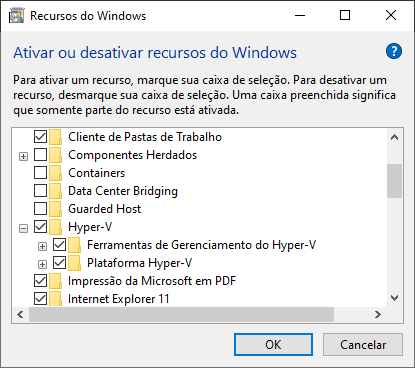 Recursos do Windows
Ativar ou desativar recursos do Windows
Para ativar um recurso, marque sua caixa de seleção. Para desativar um
recurso, desmarque sua caixa de seleção. Uma caixa preenchida significa
que somente parte do recurso está ativada.
Cliente de Pastas de Trabalho
Componentes Herdados
Containers
Data Center Bridging
Guarded Host
Hyper-V
Ferramentas de Gerenciamento do Hyper-V
Plataforma Hyper-V
Impressão da Microsoft em PDF
Internet Explorer 11
OK
Cancelar